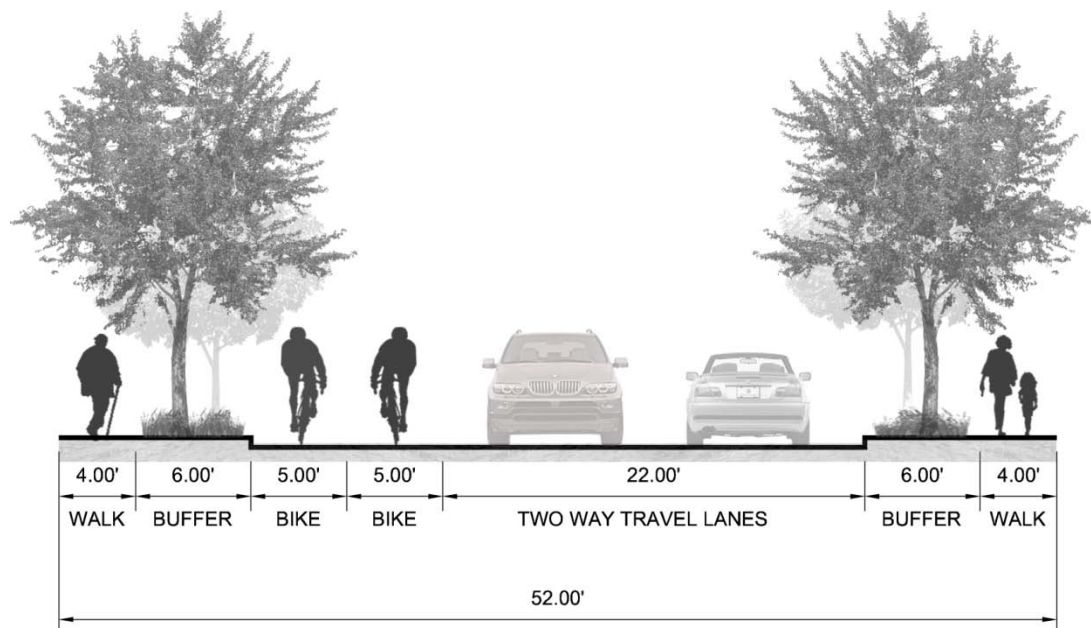 4.00' 6.00' 5.00' 5.00' 22.00' 6.00' 4.00'
WALK BUFFER BIKE BIKE TWO WAY TRAVEL LANES BUFFER WALK
52.00'